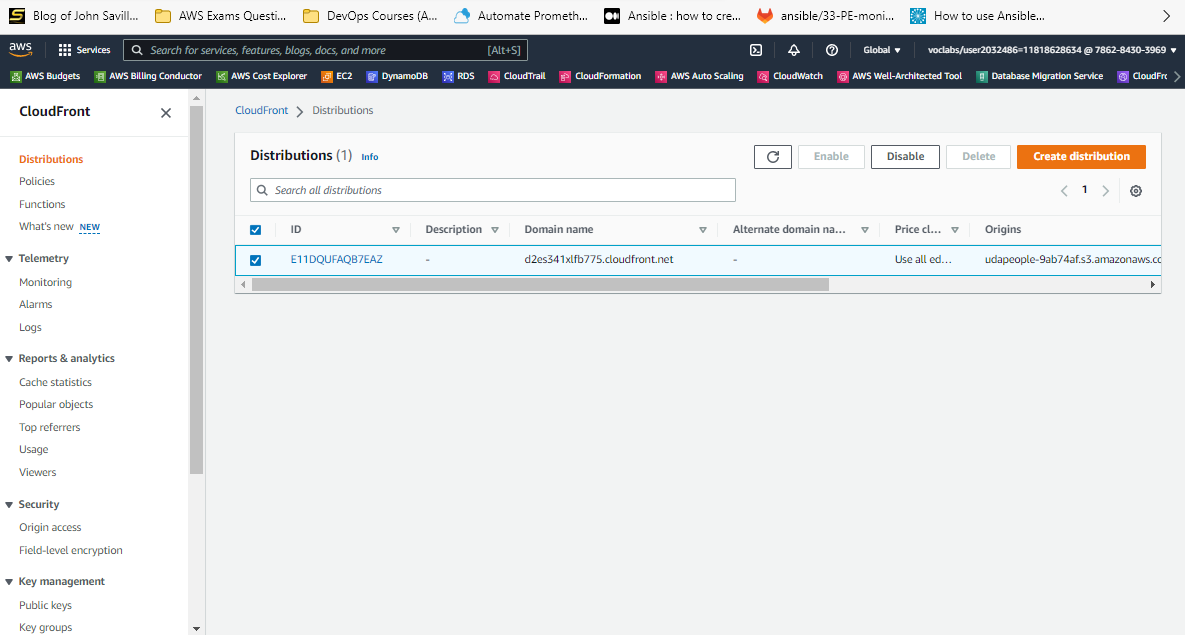 Blog of John Savill... AWS Exams Questi... DevOps Courses (A... Automate Prometh... Ansible : how to cre... ansible/33-PE-moni... How to use Ansible...
aws Services Search for services, features, blogs, docs, and more [Alt+S] Global voclabs/user2032486=11818628634 @ 7862-8430-3969
AWS Budgets AWS Billing Conductor AWS Cost Explorer EC2 DynamoDB RDS CloudTrail CloudFormation AWS Auto Scaling CloudWatch AWS Well-Architected Tool Database Migration Service CloudFr
CloudFront
Distributions
Policies
Functions
What's new NEW
Telemetry
Monitoring
Alarms
Logs
Reports & analytics
Cache statistics
Popular objects
Top referrers
Usage
Viewers
Security
Origin access
Field-level encryption
Key management
Public keys
Key groups
CloudFront Distributions
Distributions (1) Info Enable Disable Delete Create distribution
Search all distributions 1
ID Description Domain name Alternate domain na... Price cl... Origins
E11DQUFAQB7EAZ - d2es341xlfb775.cloudfront.net - Use all ed... udapeople-9ab74af.s3.amazonaws.co